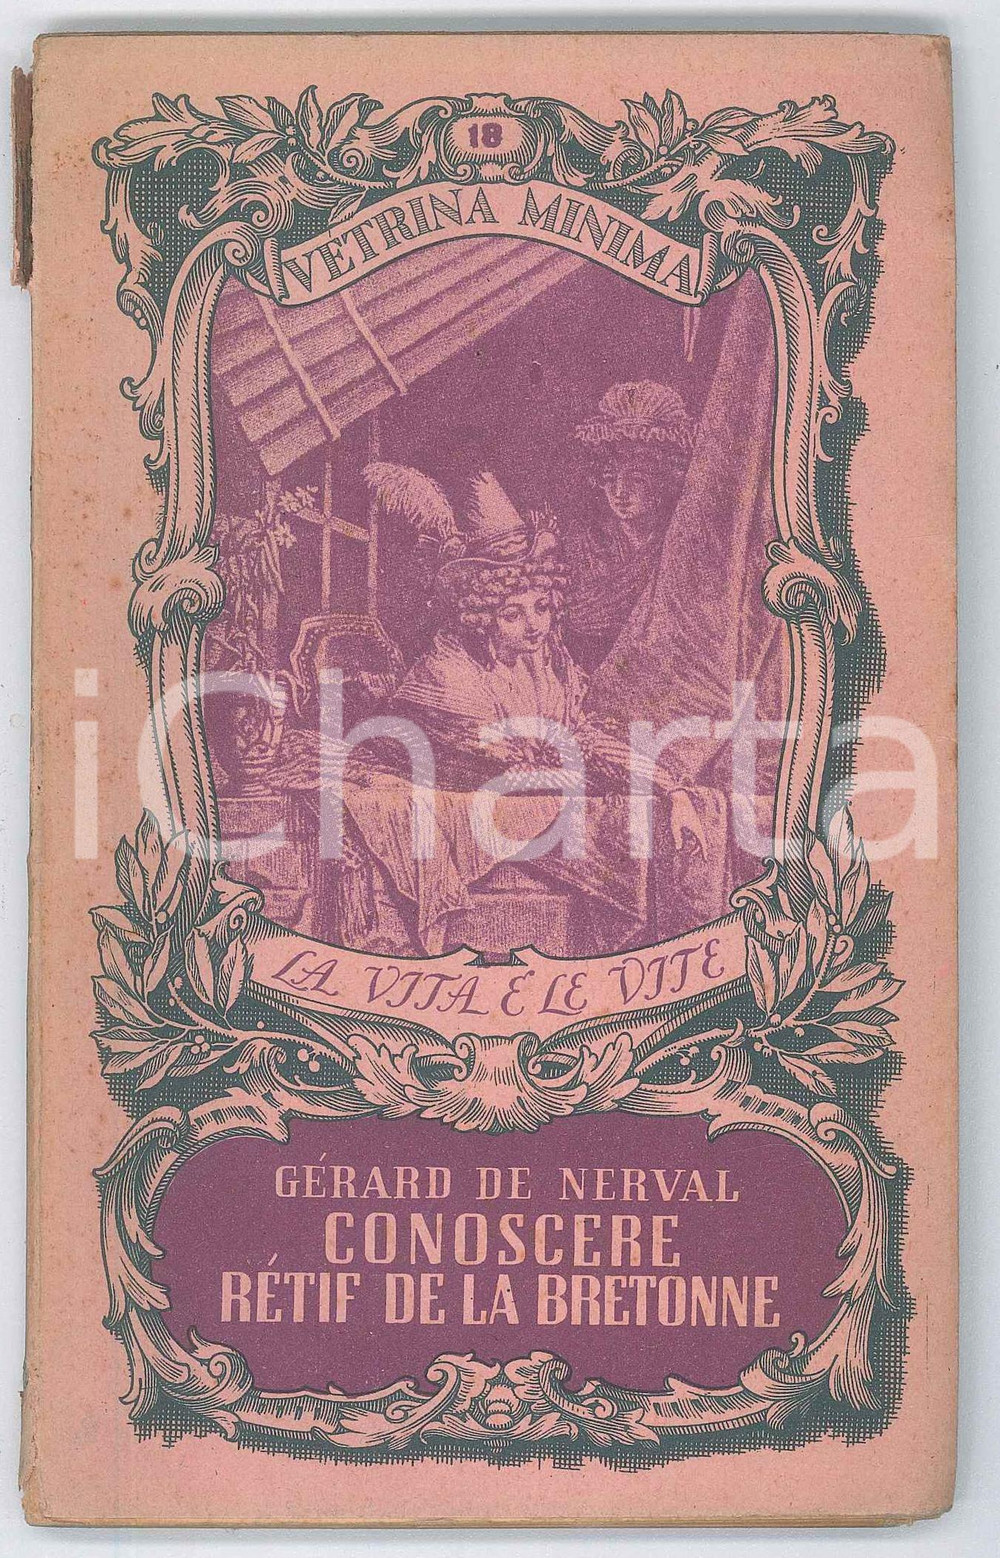 18
VETRINA MINIMA
LA VITA E LE VITE
iCharta
GÉRARD DE NERVAL
CONOSCERE
RÉTIF DE LA BRETONNE